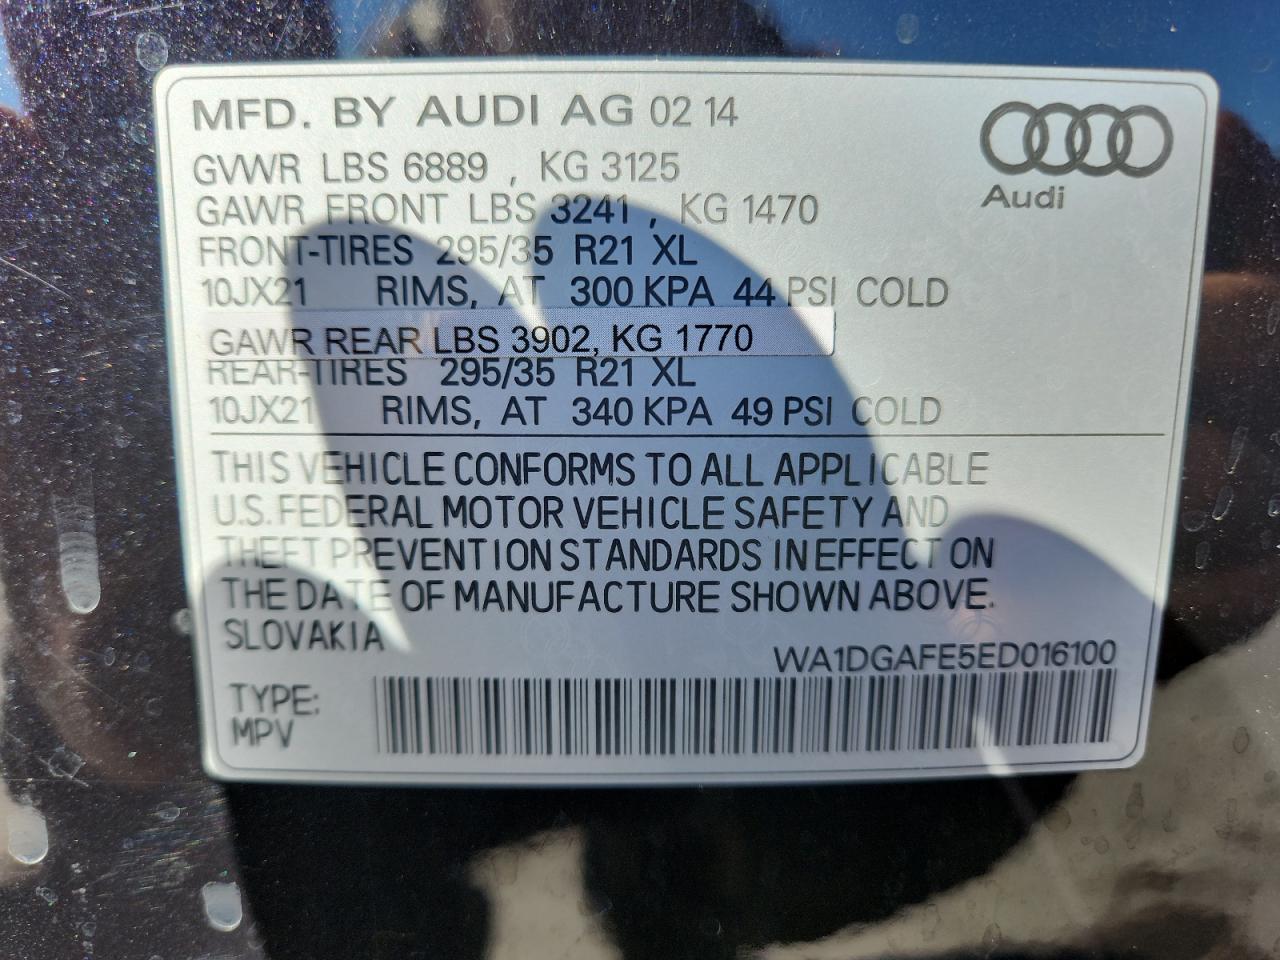 MFD. BY AUDI AG 02 14
Audi
GVWR LBS 6889 , KG 3125
GAWR FRONT LBS 3241 , KG 1470
FRONT-TIRES 295/35 R21 XL
10JX21 RIMS, AT 300 KPA 44 PSI COLD
GAWR REAR LBS 3902, KG 1770
REAR-TIRES 295/35 R21 XL
10JX21 RIMS, AT 340 KPA 49 PSI COLD
THIS VEHICLE CONFORMS TO ALL APPLICABLE
U.S. FEDERAL MOTOR VEHICLE SAFETY AND
THEFT PREVENTION STANDARDS IN EFFECT ON
THE DATE OF MANUFACTURE SHOWN ABOVE.
SLOVAKIA
WA1DGAFE5ED016100
TYPE:
MPV